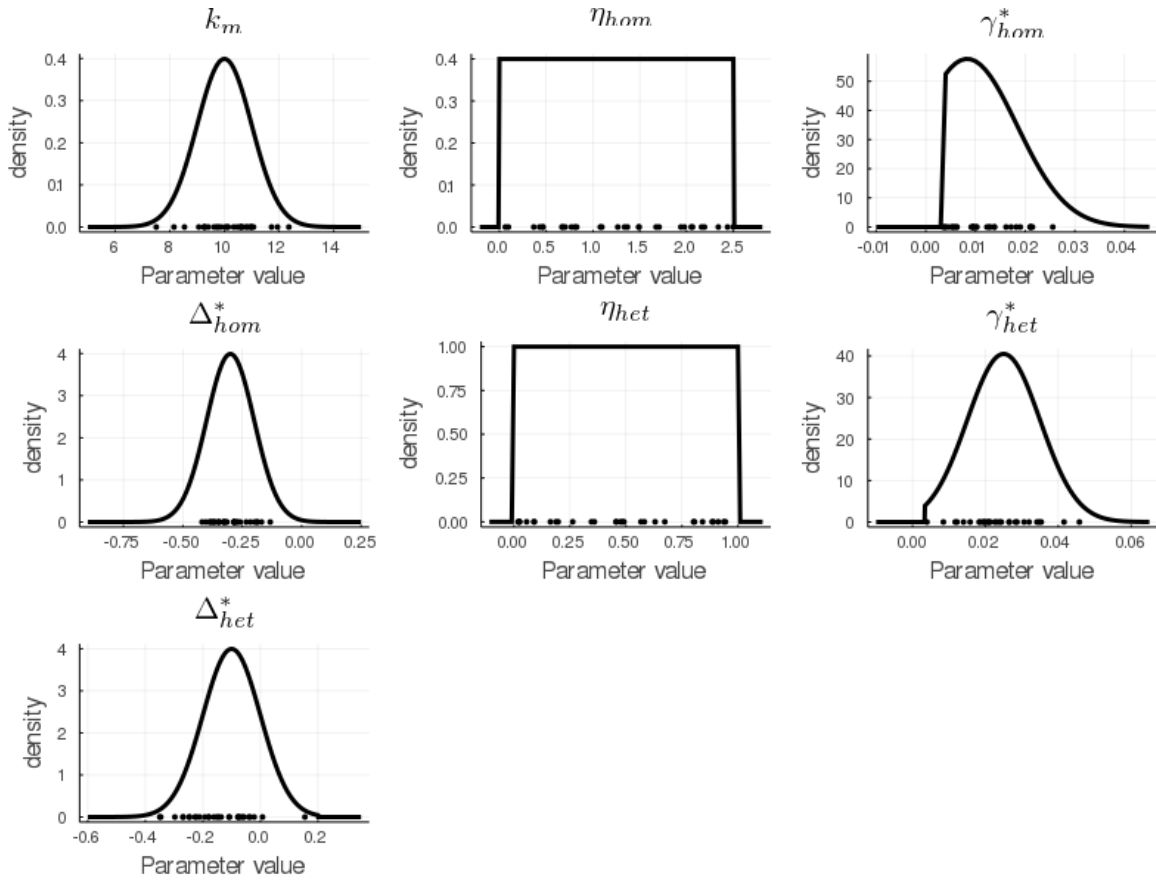 k_m
η_hom
γ*_hom
density
0.4
0.3
0.2
0.1
0.0
6 8 10 12 14
Parameter value
density
0.4
0.3
0.2
0.1
0.0
0.0 0.5 1.0 1.5 2.0 2.5
Parameter value
density
50
40
30
20
10
0
-0.01 0.00 0.01 0.02 0.03 0.04
Parameter value
Δ*_hom
η_het
γ*_het
density
4
3
2
1
0
-0.75 -0.50 -0.25 0.00 0.25
Parameter value
density
1.00
0.75
0.50
0.25
0.00
0.00 0.25 0.50 0.75 1.00
Parameter value
density
40
30
20
10
0
0.00 0.02 0.04 0.06
Parameter value
Δ*_het
density
4
3
2
1
0
-0.6 -0.4 -0.2 0.0 0.2
Parameter value